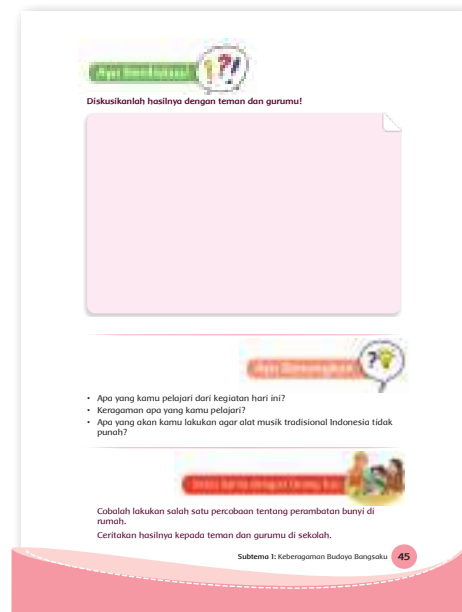 Diskusikanlah hasilnya dengan teman dan gurumu!
• Apa yang kamu pelajari dari kegiatan hari ini?
• Keragaman apa yang kamu pelajari?
• Apa yang akan kamu lakukan agar alat musik tradisional Indonesia tidak
punah?
Cobalah lakukan salah satu percobaan tentang perambatan bunyi di
rumah.
Ceritakan hasilnya kepada teman dan gurumu di sekolah.
Subtema 1: Keberagaman Budaya Bangsaku 45